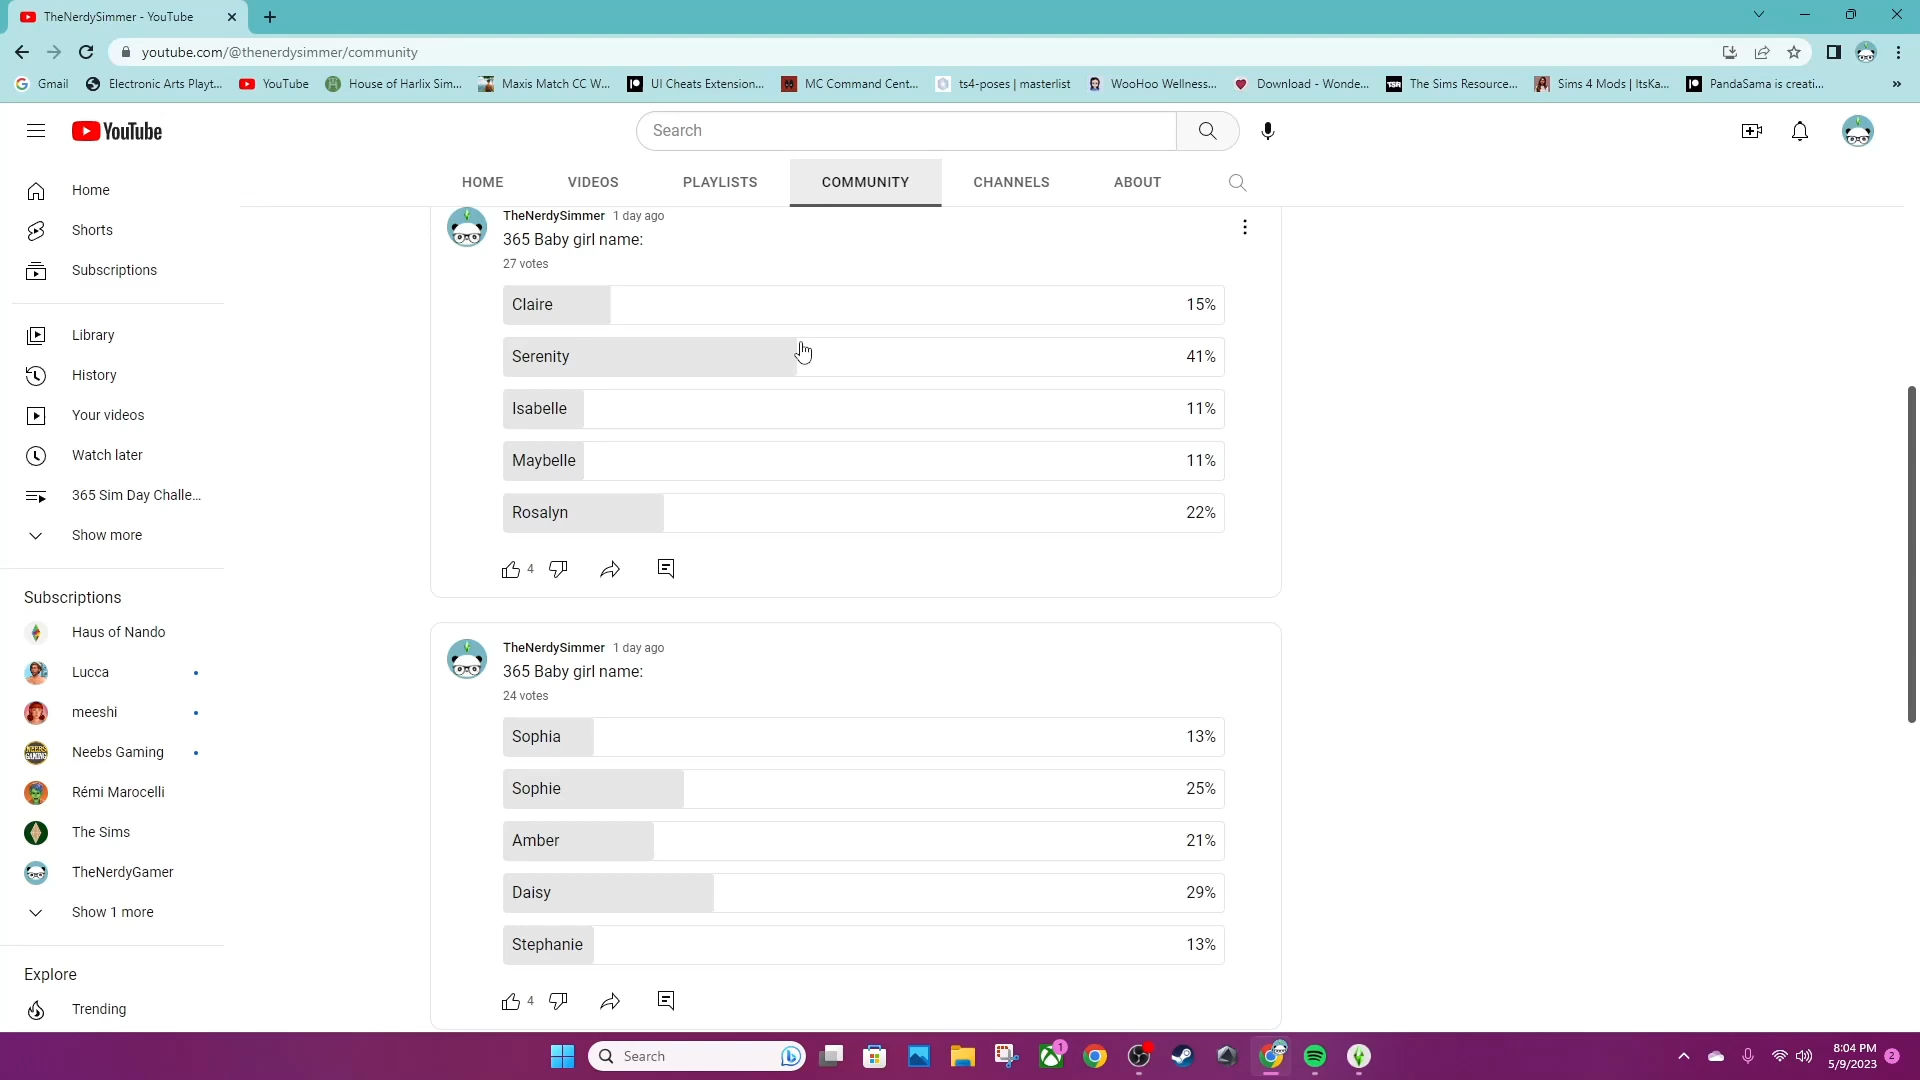 TheNerdySimmer - YouTube
youtube.com/@thenerdysimmer/community
Gmail
Electronic Arts Playt...
YouTube
House of Harlix Sim...
Maxis Match CC W...
UI Cheats Extension...
MC Command Cent...
ts4-poses | masterlist
WooHoo Wellness...
Download - Wonde...
TSR
The Sims Resource...
Sims 4 Mods | ItsKa...
PandaSama is creati...
»
YouTube
Search
HOME
VIDEOS
PLAYLISTS
COMMUNITY
CHANNELS
ABOUT
Home
Shorts
Subscriptions
Library
History
Your videos
Watch later
365 Sim Day Challe...
Show more
Subscriptions
Haus of Nando
Lucca
meeshi
Neebs Gaming
Rémi Marocelli
The Sims
TheNerdyGamer
Show 1 more
Explore
Trending
TheNerdySimmer 1 day ago
365 Baby girl name:
27 votes
Claire 15%
Serenity 41%
Isabelle 11%
Maybelle 11%
Rosalyn 22%
4
TheNerdySimmer 1 day ago
365 Baby girl name:
24 votes
Sophia 13%
Sophie 25%
Amber 21%
Daisy 29%
Stephanie 13%
4
Search
1
8:04 PM
5/9/2023
2